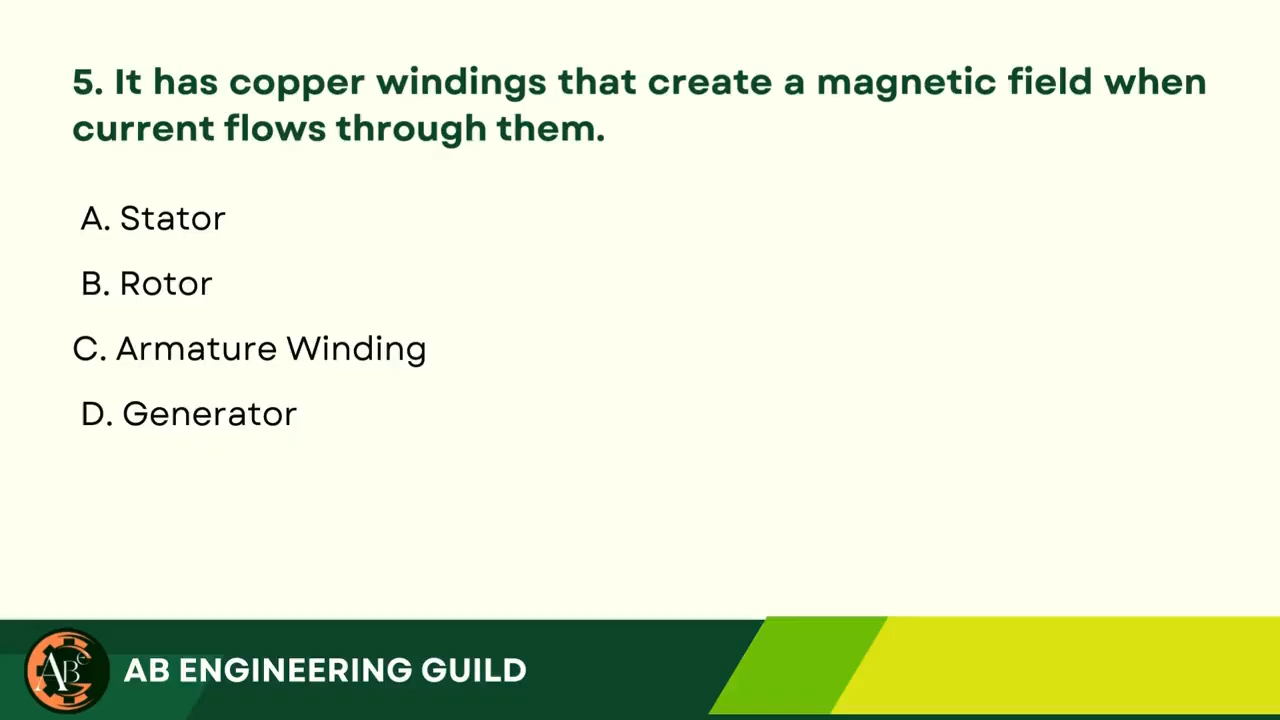 5. It has copper windings that create a magnetic field when
current flows through them.
A. Stator
B. Rotor
C. Armature Winding
D. Generator
ABe
AB ENGINEERING GUILD